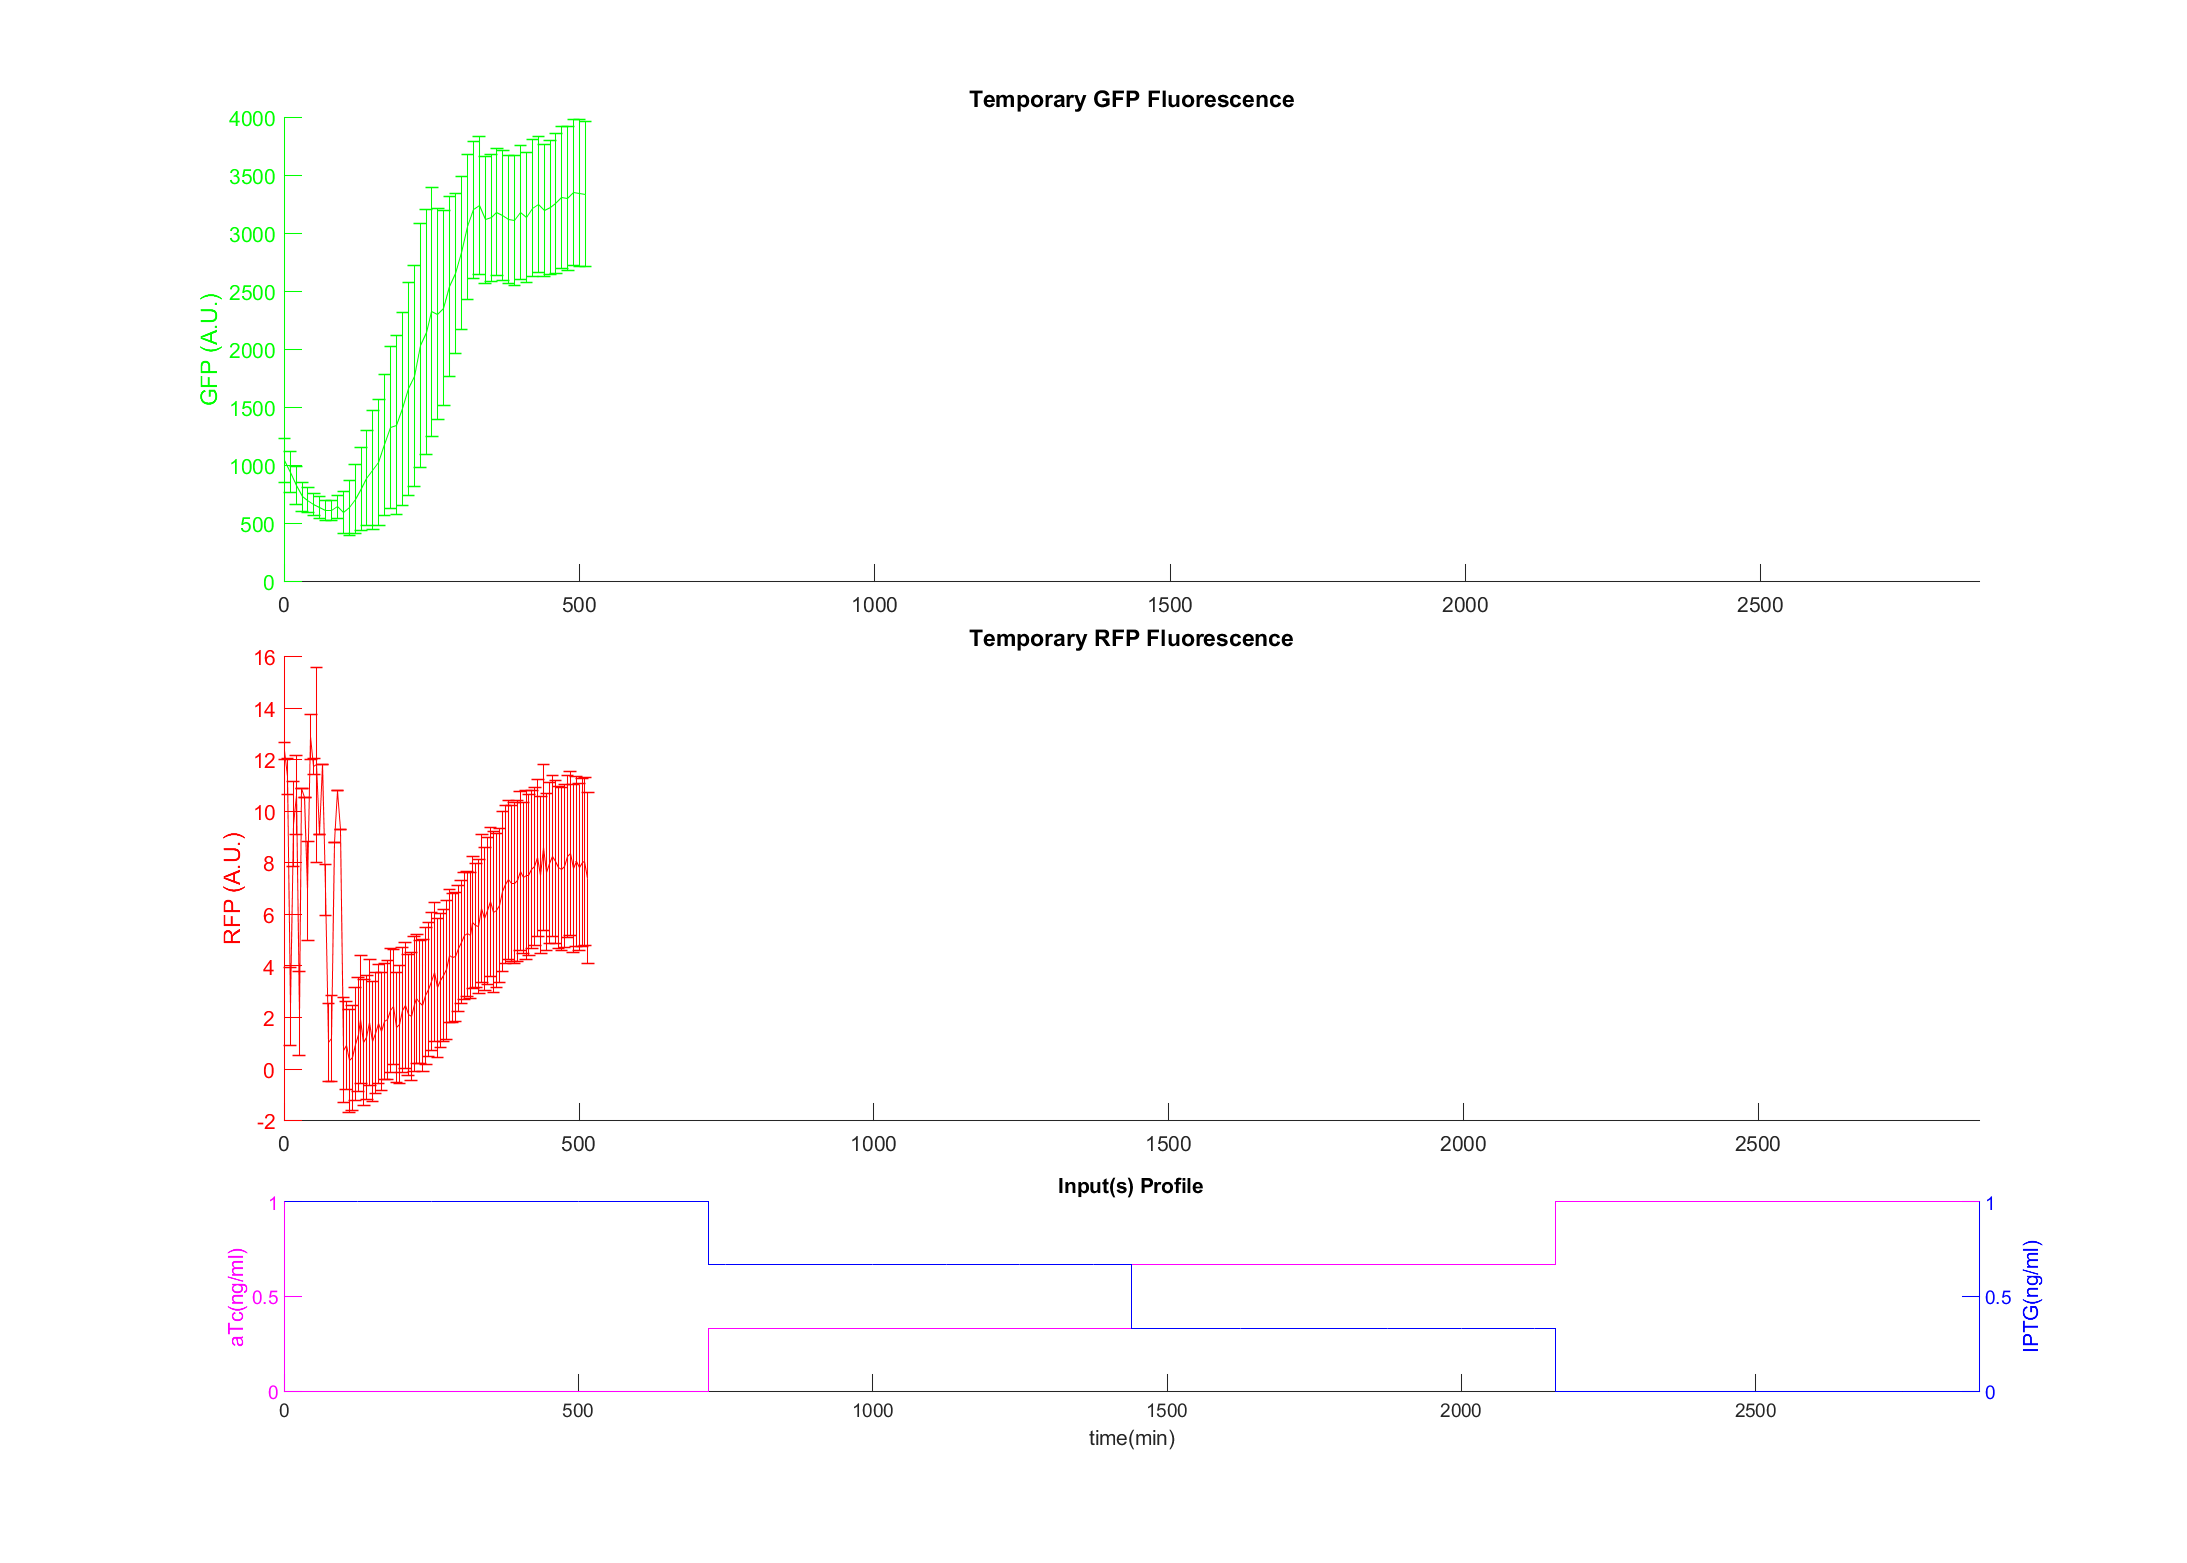 Temporary GFP Fluorescence
4000
3500
3000
2500
2000
1500
1000
500
0
GFP (A.U.)
0 500 1000 1500 2000 2500
Temporary RFP Fluorescence
16
14
12
10
8
6
4
2
0
-2
RFP (A.U.)
0 500 1000 1500 2000 2500
Input(s) Profile
1
0.5
0
aTc(ng/ml)
1
0.5
0
IPTG(ng/ml)
0 500 1000 1500 2000 2500
time(min)